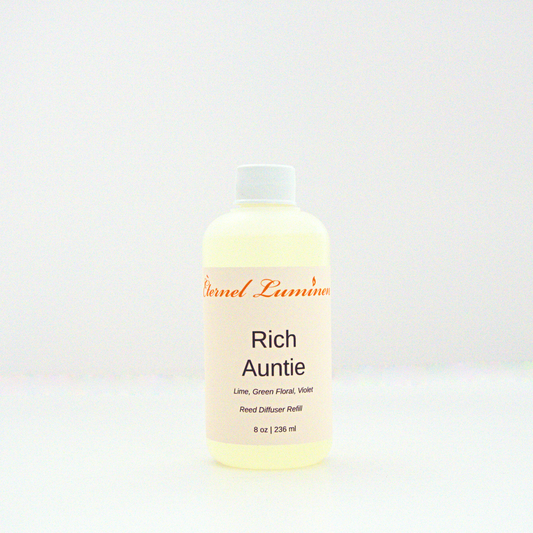 Éternel Luminen
Rich
Auntie
Lime, Green Floral, Violet
Reed Diffuser Refill
8 oz | 236 ml